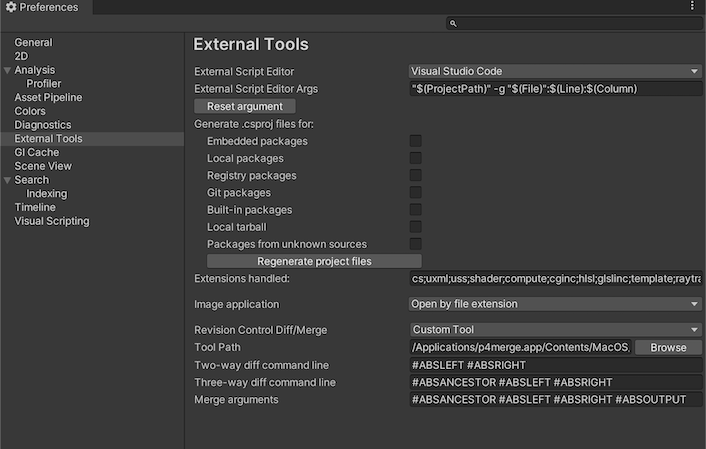 Preferences
General
2D
Analysis
Profiler
Asset Pipeline
Colors
Diagnostics
External Tools
GI Cache
Scene View
Search
Indexing
Timeline
Visual Scripting
External Tools
External Script Editor Visual Studio Code
External Script Editor Args "$(ProjectPath)" -g "$(File)":$(Line):$(Column)
Reset argument
Generate .csproj files for:
Embedded packages
Local packages
Registry packages
Git packages
Built-in packages
Local tarball
Packages from unknown sources
Regenerate project files
Extensions handled: cs;uxml;uss;shader;compute;cginc;hlsl;glslinc;template;raytra
Image application Open by file extension
Revision Control Diff/Merge Custom Tool
Tool Path /Applications/p4merge.app/Contents/MacOS, Browse
Two-way diff command line #ABSLEFT #ABSRIGHT
Three-way diff command line #ABSANCESTOR #ABSLEFT #ABSRIGHT
Merge arguments #ABSANCESTOR #ABSLEFT #ABSRIGHT #ABSOUTPUT